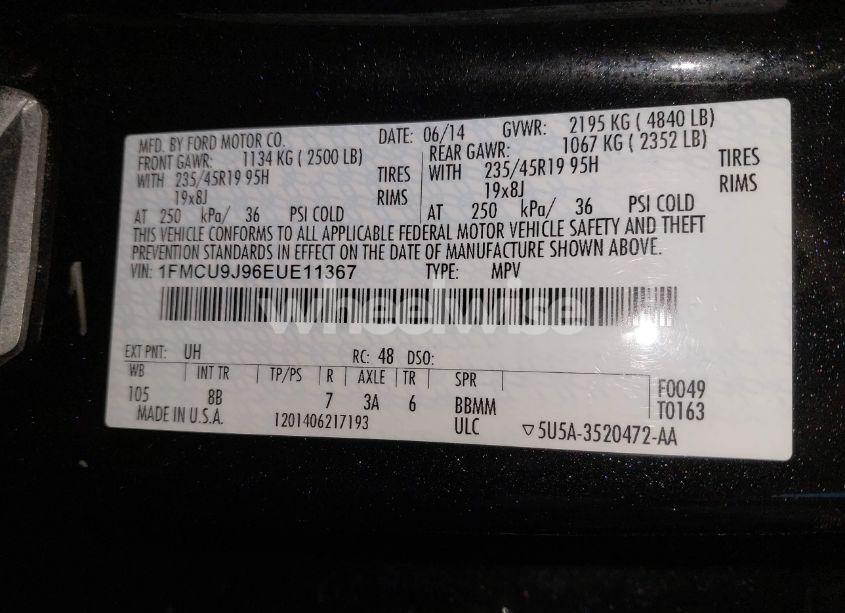 MFD. BY FORD MOTOR CO. DATE: 06/14 GVWR: 2195 KG ( 4840 LB)
FRONT GAWR: 1134 KG ( 2500 LB) REAR GAWR: 1067 KG ( 2352 LB)
WITH 235/45R19 95H TIRES WITH 235/45R19 95H TIRES
19x8J RIMS 19x8J RIMS
AT 250 kPa/ 36 PSI COLD AT 250 kPa/ 36 PSI COLD
THIS VEHICLE CONFORMS TO ALL APPLICABLE FEDERAL MOTOR VEHICLE SAFETY AND THEFT
PREVENTION STANDARDS IN EFFECT ON THE DATE OF MANUFACTURE SHOWN ABOVE.
VIN: 1FMCU9J96EUE11367 TYPE: MPV
wheelwise
EXT PNT: UH RC: 48 DSO:
WB INT TR TP/PS R AXLE TR SPR F0049
105 8B 7 3A 6 BBMM T0163
MADE IN U.S.A. 1201406217193 ULC ▽5U5A-3520472-AA